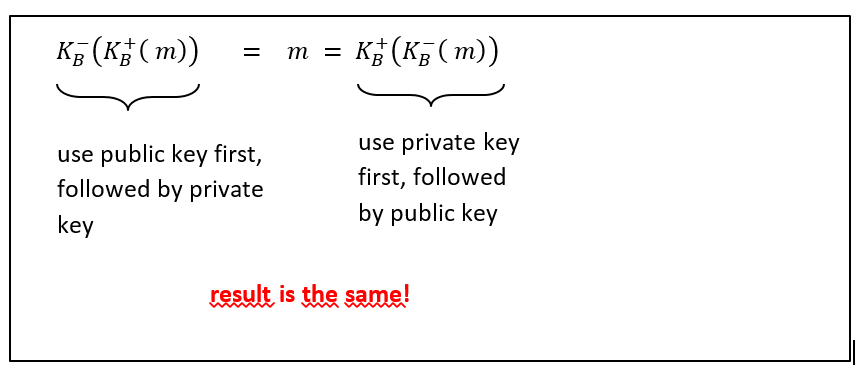 K_B^-(K_B^+( m)) = m = K_B^+(K_B^-( m))
use public key first,
followed by private
key
use private key
first, followed
by public key
result is the same!